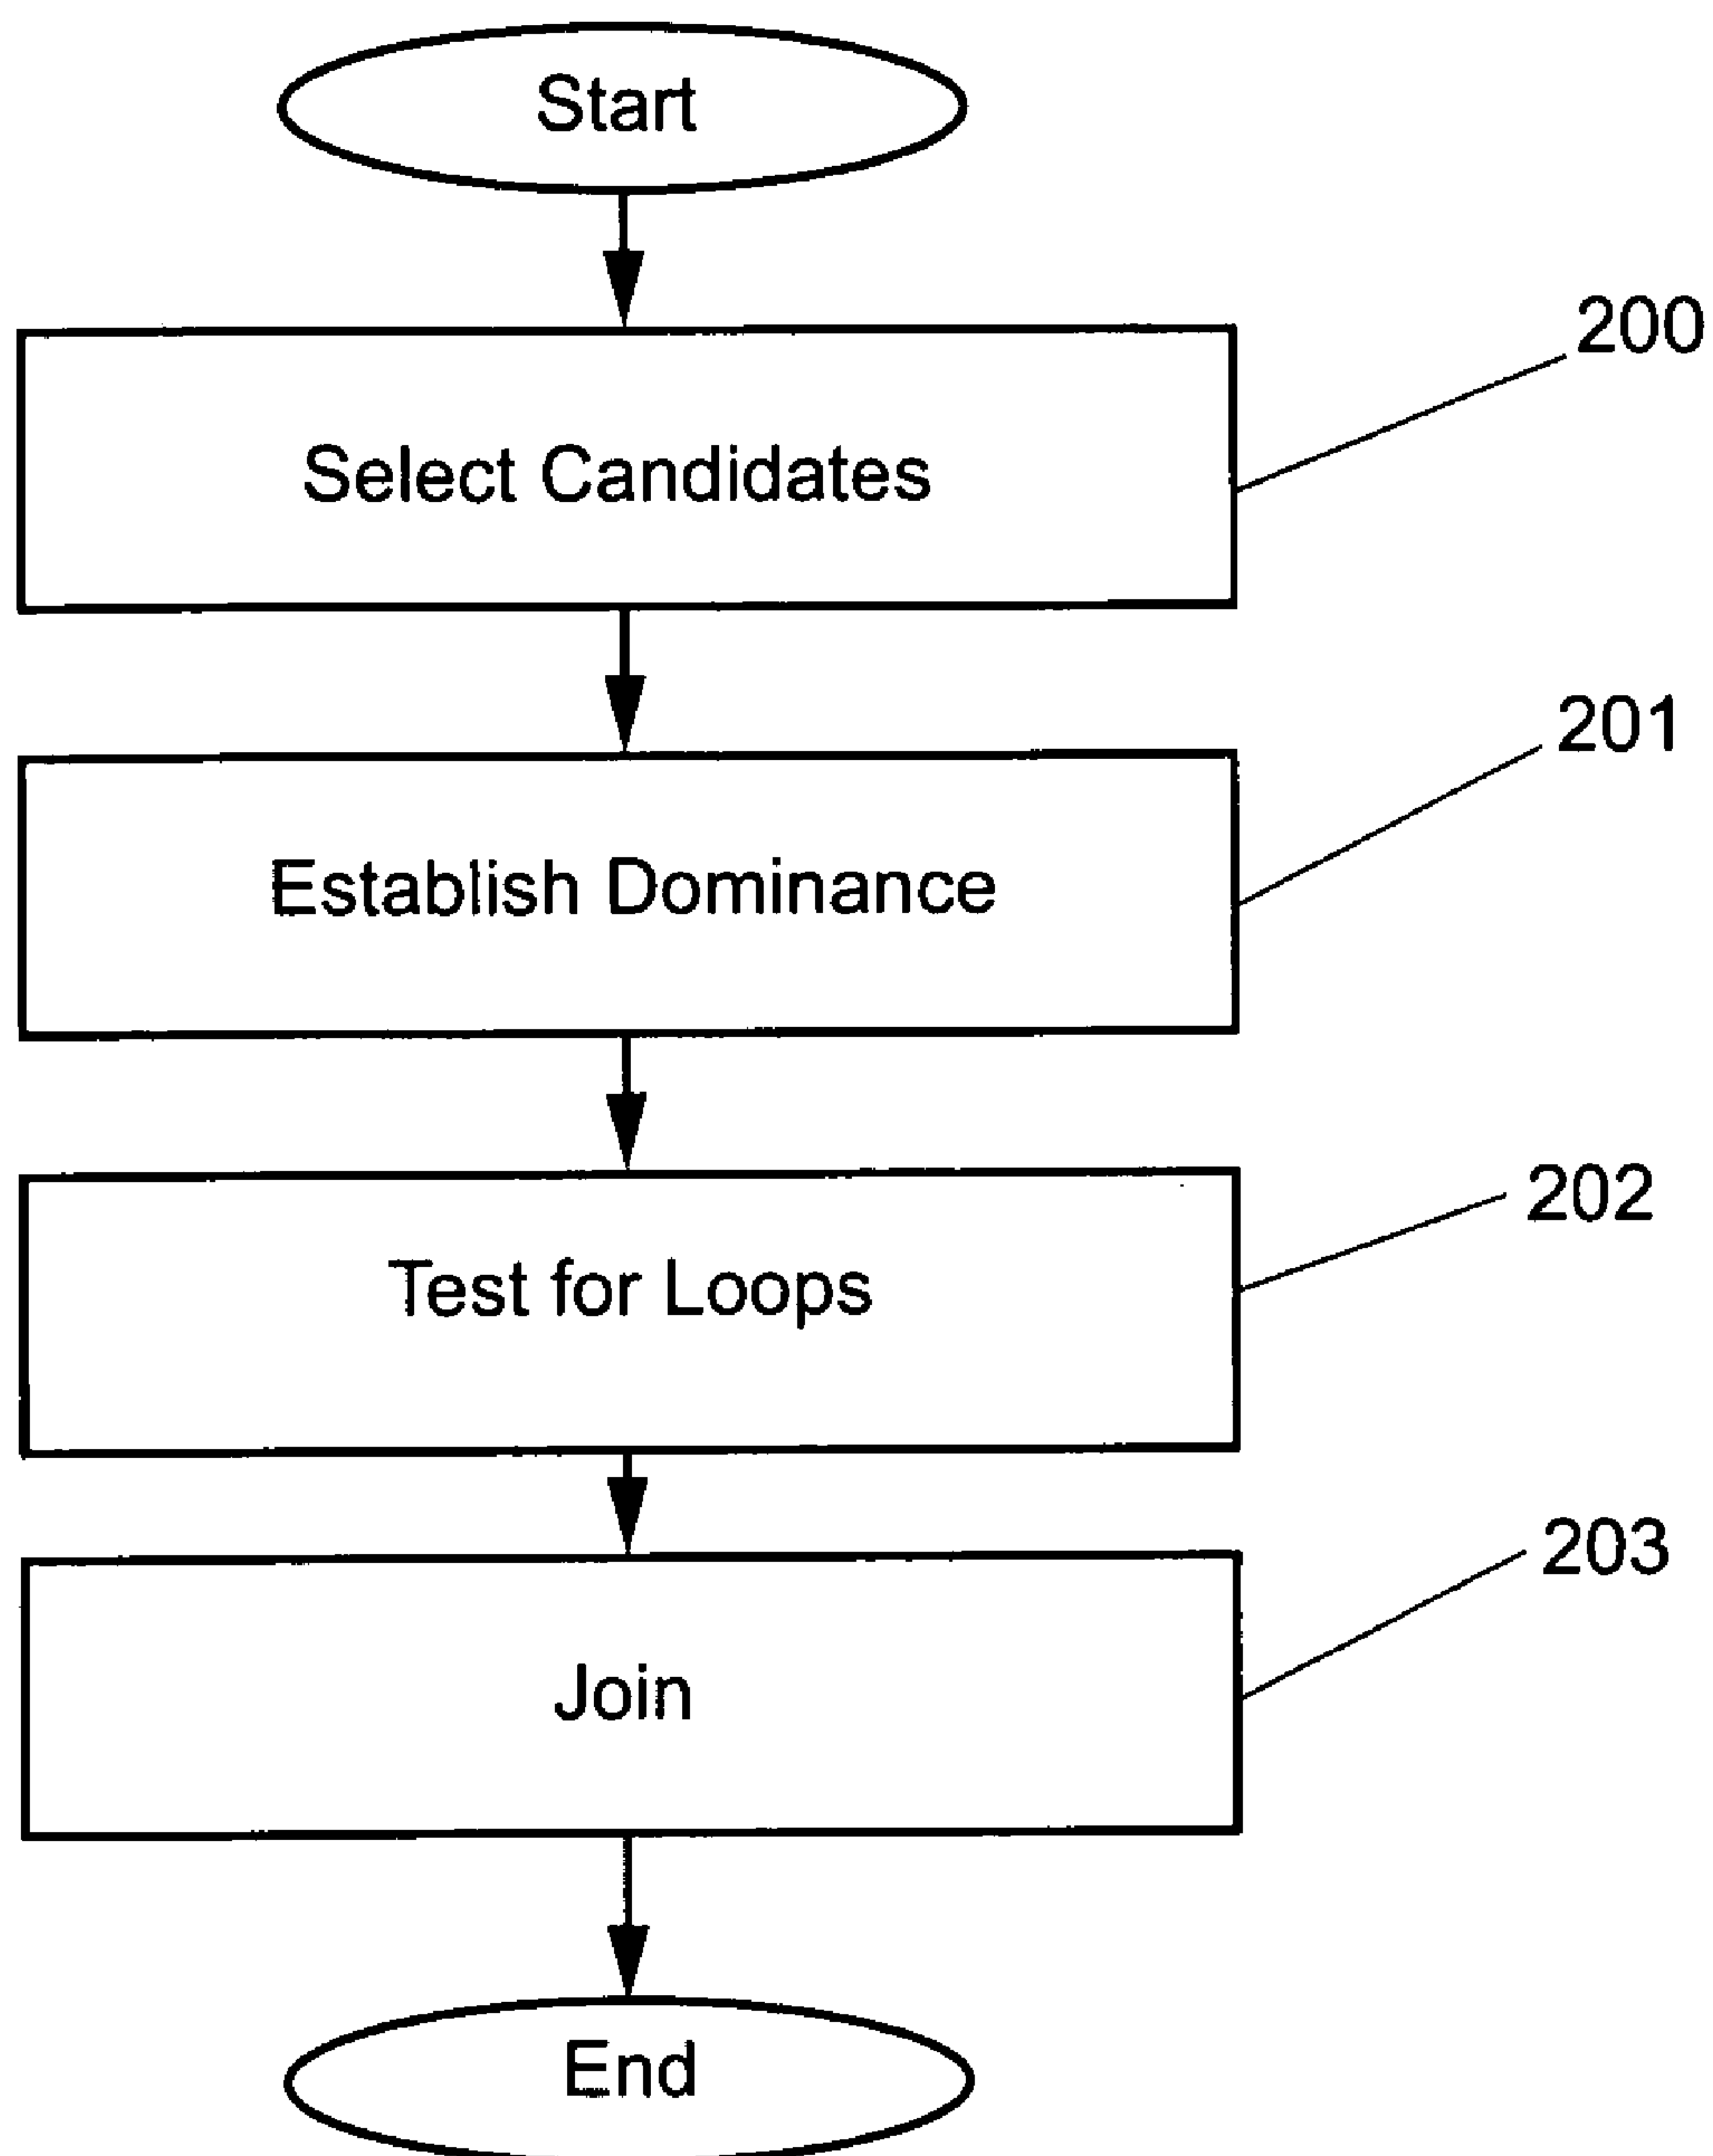 Start
200
Select Candidates
201
Establish Dominance
202
Test for Loops
203
Join
End